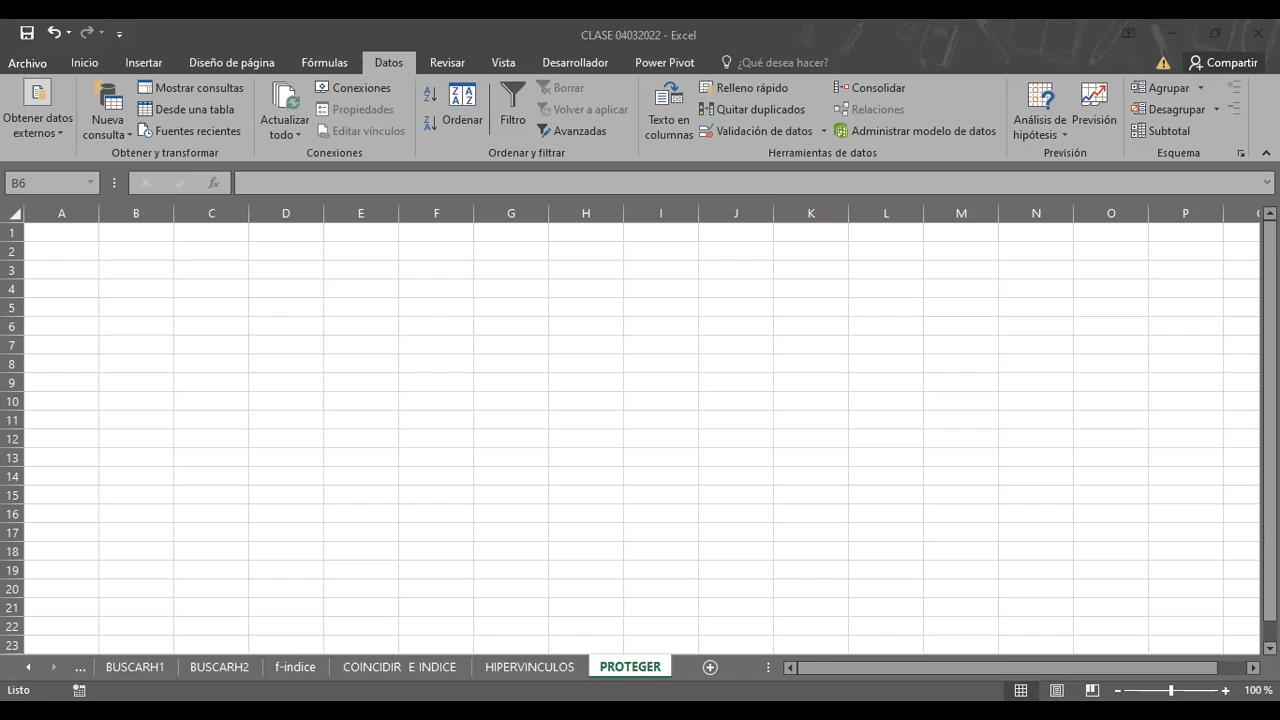 CLASE 04032022 - Excel
Archivo Inicio Insertar Diseño de página Fórmulas Datos Revisar Vista Desarrollador Power Pivot ¿Qué desea hacer? Compartir
Obtener datos externos
Nueva consulta
Mostrar consultas
Desde una tabla
Fuentes recientes
Obtener y transformar
Actualizar todo
Conexiones
Propiedades
Editar vínculos
Conexiones
Ordenar
Filtro
Borrar
Volver a aplicar
Avanzadas
Ordenar y filtrar
Texto en columnas
Relleno rápido
Quitar duplicados
Validación de datos
Consolidar
Relaciones
Administrar modelo de datos
Herramientas de datos
Análisis de hipótesis
Previsión
Previsión
Agrupar
Desagrupar
Subtotal
Esquema
B6 fx
A B C D E F G H I J K L M N O P
1
2
3
4
5
6
7
8
9
10
11
12
13
14
15
16
17
18
19
20
21
22
23
... BUSCARH1 BUSCARH2 f-indice COINCIDIR E INDICE HIPERVINCULOS PROTEGER
Listo 100 %